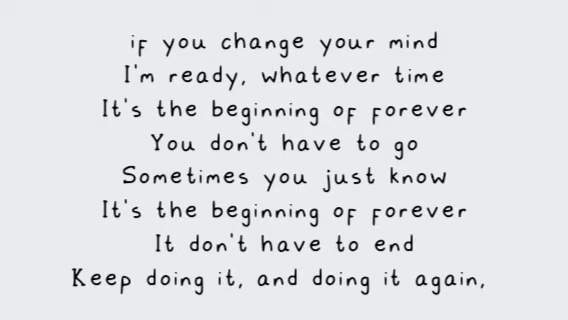 if you change your mind
I'm ready, whatever time
It's the beginning of forever
You don't have to go
Sometimes you just know
It's the beginning of forever
It don't have to end
Keep doing it, and doing it again,